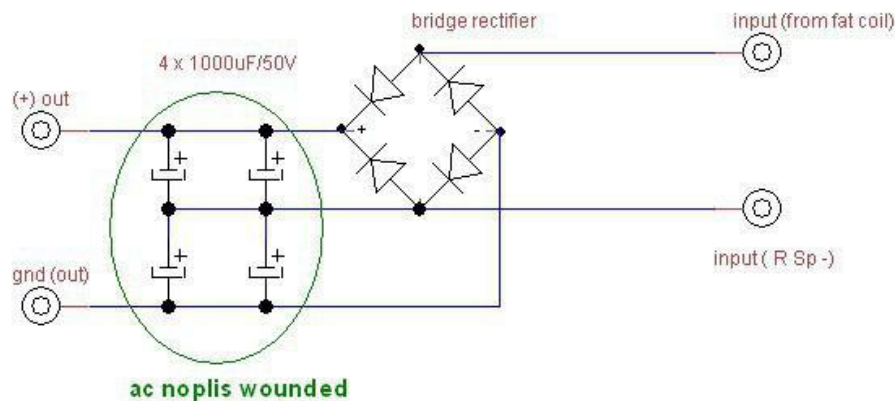 bridge rectifier
input (from fat coil)
4 x 1000uF/50V
(+) out
+
-
+
+
+
+
gnd (out)
input ( R Sp -)
ac noplis wounded